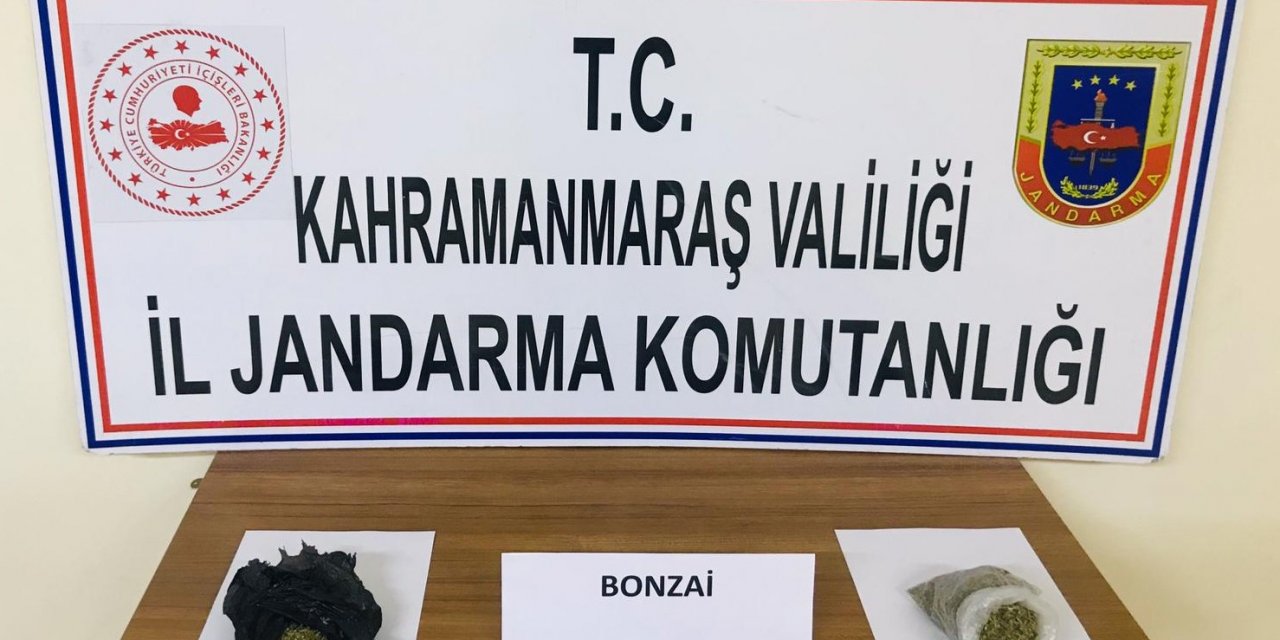 T.C.
KAHRAMANMARAŞ VALİLİĞİ
İL JANDARMA KOMUTANLIĞI
TÜRKİYE CUMHURİYETİ İÇİŞLERİ BAKANLIĞI
1839
JANDARMA
BONZAİ